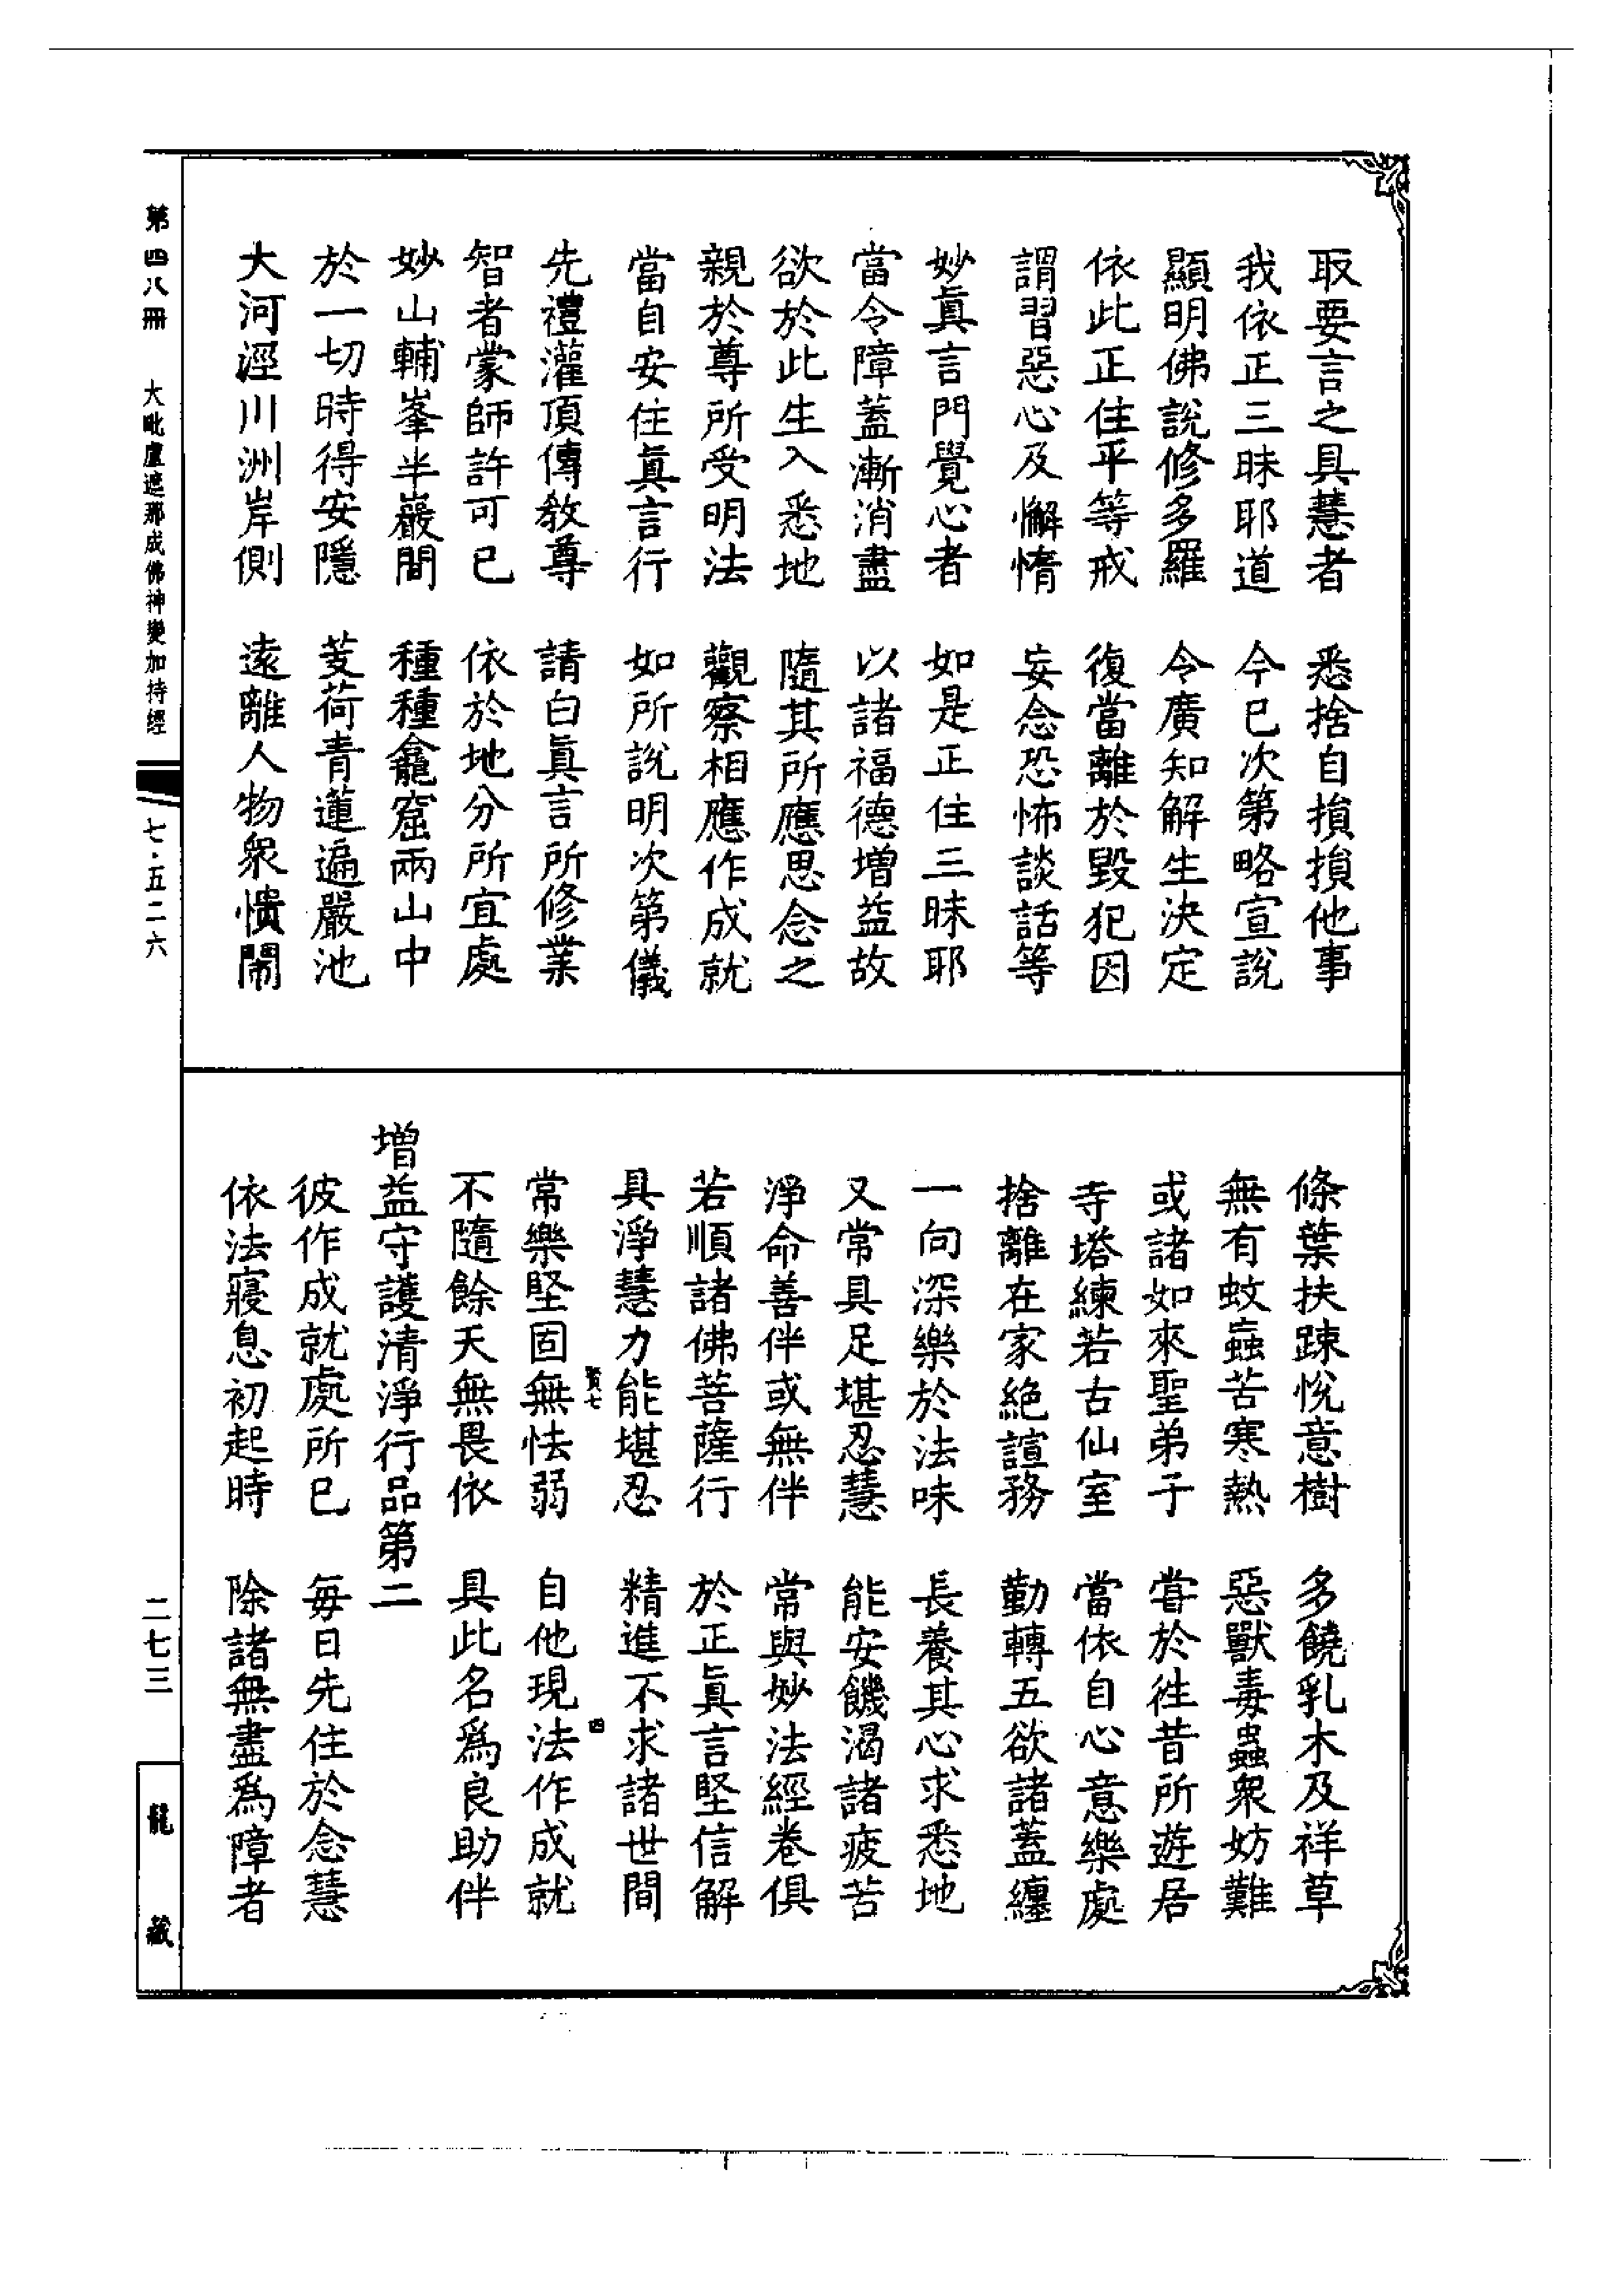 取要言之具慧者　悉捨自損損他事
我依正三昧耶道　今已次第略宣説
顯明佛説修多羅　令廣知解生決定
依此正住平等戒　復當離於毀犯因
謂習惡心及懈惰　妄念恐怖談話等
妙眞言門覺心者　如是正住三昧耶
當令障蓋漸消盡　以諸福德增益故
欲於此生入悉地　隨其所應思念之
親於尊所受明法　觀察相應作成就
當自安住眞言行　如所説明次第儀
先禮灌頂傳教尊　請白眞言所修業
智者蒙師許可已　依於地分所宜處
妙山輔峯半巖間　種種龕窟兩山中
於一切時得安隱　芰荷青蓮遍嚴池
大河涇川洲岸側　遠離人物衆憒鬧
條葉扶踈悅意樹　多饒乳木及祥草
無有蚊蝱苦寒熱　惡獸毒蟲衆妨難
或諸如來聖弟子　甞於徃昔所遊居
寺塔練若古仙室　當依自心意樂處
捨離在家絶諠務　勤轉五欲諸蓋纏
一向深樂於法味　長養其心求悉地
又常具足堪忍慧　能安饑渴諸疲苦
淨命善伴或無伴　常與妙法經卷俱
若順諸佛菩薩行　於正眞言堅信解
具淨慧力能堪忍　精進不求諸世間
賢七　四
常樂堅固無怯弱　自他現法作成就
不隨餘天無畏依　具此名爲良助伴
增益守護清淨行品第二
彼作成就處所已　每日先住於念慧
依法寢息初起時　除諸無盡爲障者
第四八冊　大毗盧遮那成佛神變加持經　七·五二六　二七三　龍藏